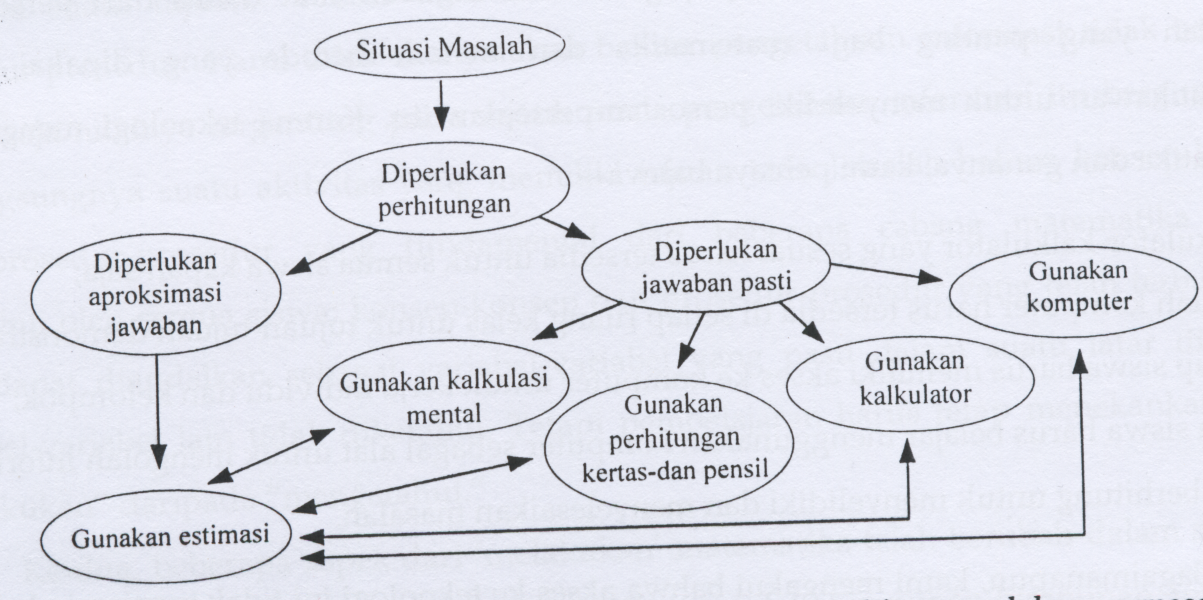 Situasi Masalah
Diperlukan
perhitungan
Diperlukan
aproksimasi
jawaban
Diperlukan
jawaban pasti
Gunakan
komputer
Gunakan kalkulasi
mental
Gunakan
perhitungan
kertas-dan pensil
Gunakan
kalkulator
Gunakan estimasi